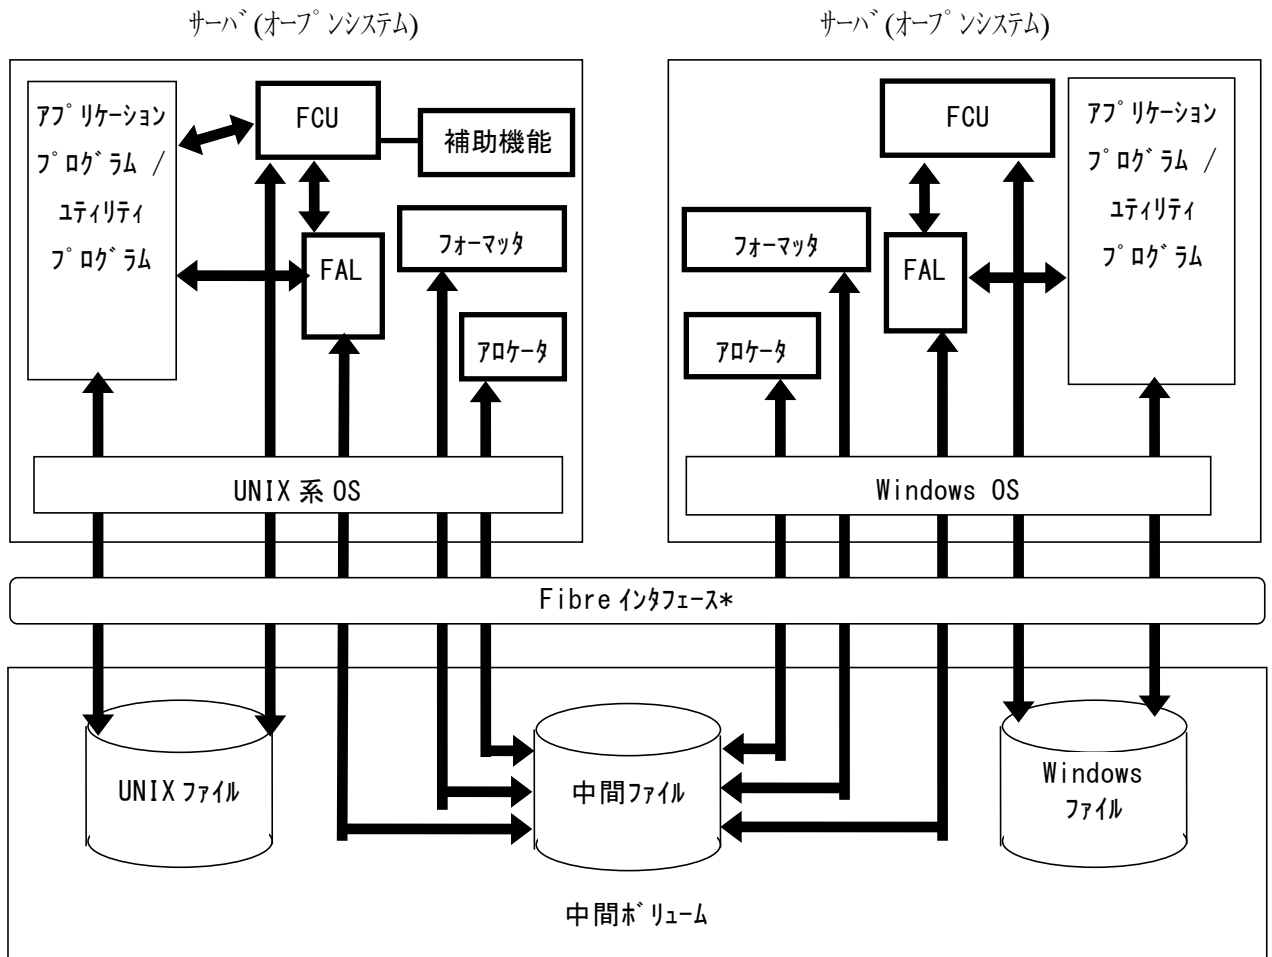 サーバ(オープンシステム)
サーバ(オープンシステム)
アプリケーション
プログラム /
ユティリティ
プログラム
FCU
補助機能
フォーマッタ
FAL
アロケータ
UNIX系OS
FCU
アプリケーション
プログラム /
ユティリティ
プログラム
フォーマッタ
FAL
アロケータ
Windows OS
Fibreインタフェース*
UNIXファイル
中間ファイル
Windows
ファイル
中間ボリューム